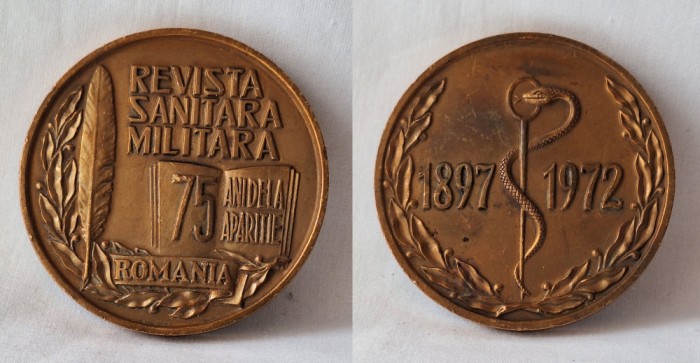 REVISTA
SANITARA
MILITARA
75 ANI DE LA
APARITIE
ROMANIA
1897 1972